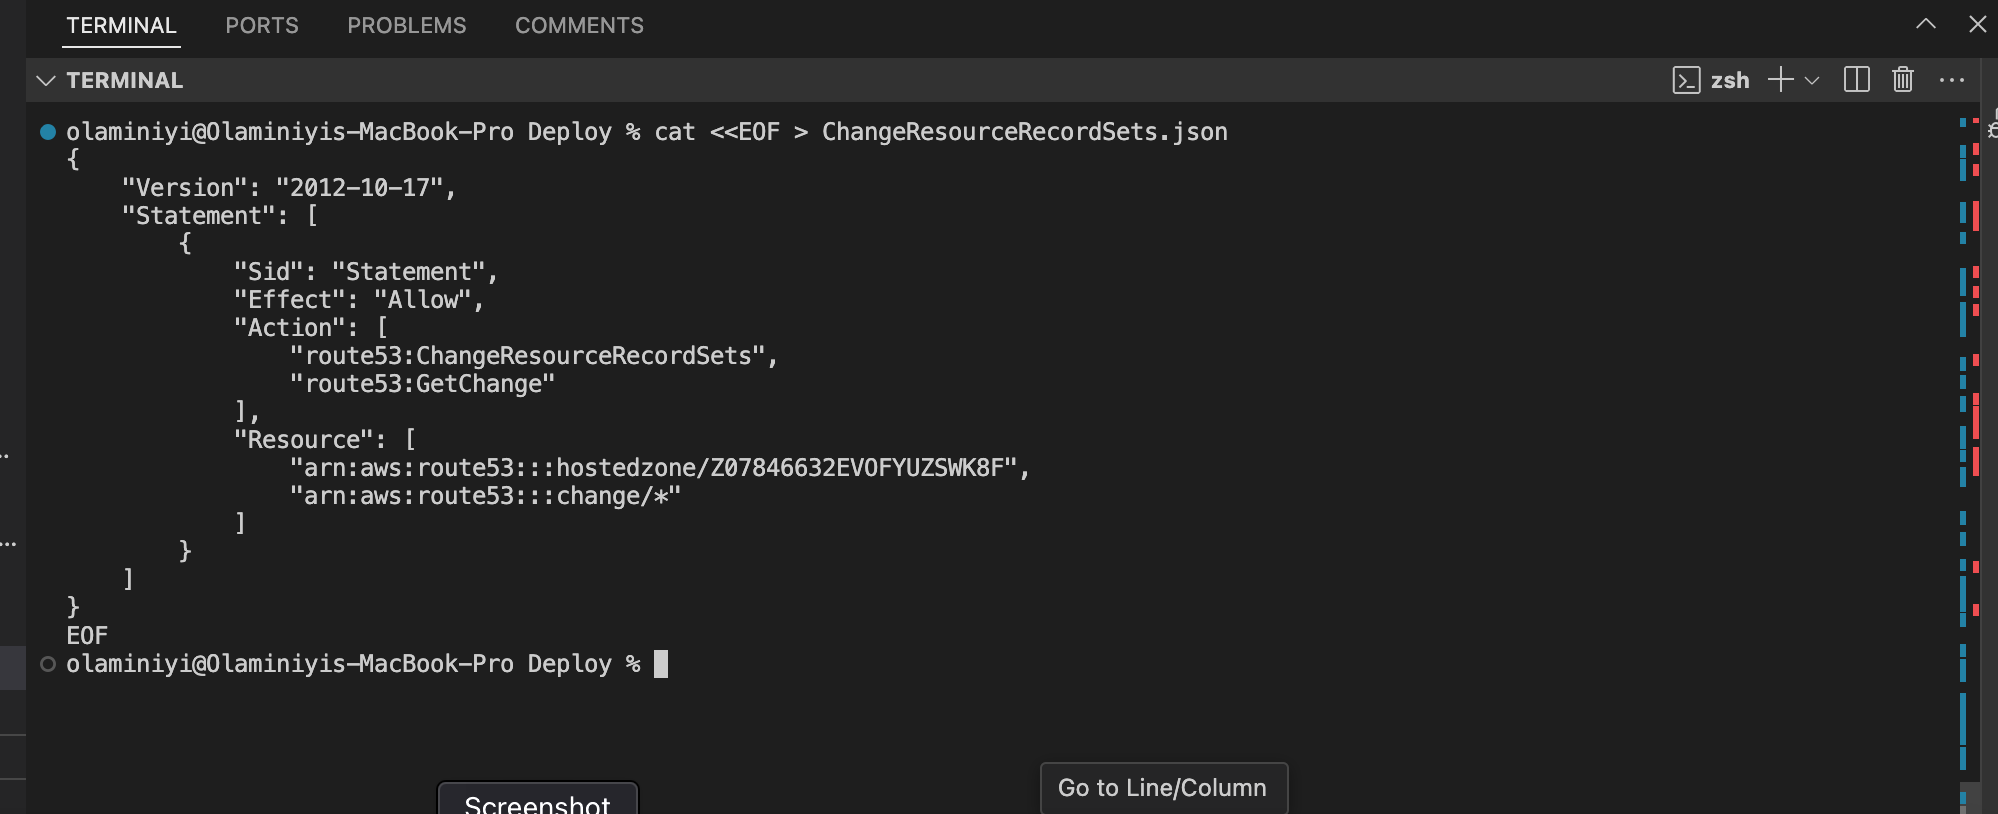 TERMINAL PORTS PROBLEMS COMMENTS
TERMINAL zsh
olaminiyi@Olaminiyis-MacBook-Pro Deploy % cat <<EOF > ChangeResourceRecordSets.json
{
    "Version": "2012-10-17",
    "Statement": [
        {
            "Sid": "Statement",
            "Effect": "Allow",
            "Action": [
                "route53:ChangeResourceRecordSets",
                "route53:GetChange"
            ],
            "Resource": [
                "arn:aws:route53:::hostedzone/Z07846632EVOFYUZSWK8F",
                "arn:aws:route53:::change/*"
            ]
        }
    ]
}
EOF
olaminiyi@Olaminiyis-MacBook-Pro Deploy %
Go to Line/Column
Screenshot